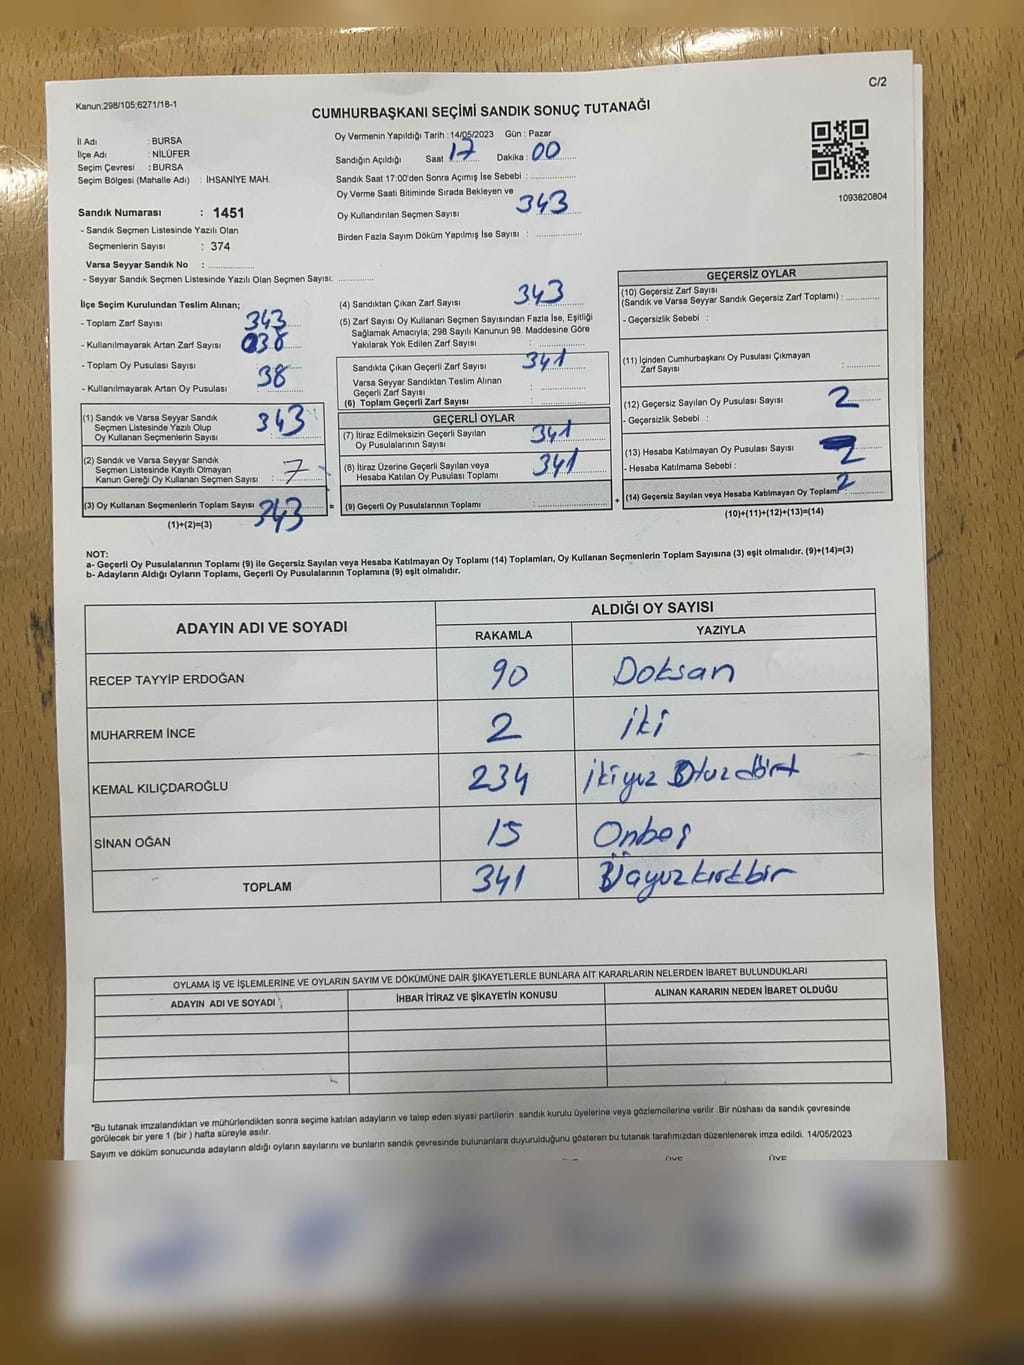 C/2
Kanun;298/105;6271/18-1
CUMHURBAŞKANI SEÇİMİ SANDIK SONUÇ TUTANAĞI
İl Adı : BURSA
İlçe Adı : NİLÜFER
Seçim Çevresi : BURSA
Seçim Bölgesi (Mahalle Adı) : İHSANİYE MAH.
Sandık Numarası : 1451
- Sandık Seçmen Listesinde Yazılı Olan
Seçmenlerin Sayısı : 374
Varsa Seyyar Sandık No :
- Seyyar Sandık Seçmen Listesinde Yazılı Olan Seçmen Sayısı:
Oy Vermenin Yapıldığı Tarih : 14/05/2023 Gün : Pazar
Sandığın Açıldığı Saat 17 Dakika : 00
Sandık Saat 17:00'den Sonra Açımış İse Sebebi :
Oy Verme Saati Bitiminde Sırada Bekleyen ve
Oy Kullandırılan Seçmen Sayısı 343
Birden Fazla Sayım Döküm Yapılmış İse Sayısı :
1093820804
İlçe Seçim Kurulundan Teslim Alınan;
- Toplam Zarf Sayısı 343
- Kullanılmayarak Artan Zarf Sayısı 38
- Toplam Oy Pusulası Sayısı 38
- Kullanılmayarak Artan Oy Pusulası
(1) Sandık ve Varsa Seyyar Sandık
Seçmen Listesinde Yazılı Olup
Oy Kullanan Seçmenlerin Sayısı : 343
(2) Sandık ve Varsa Seyyar Sandık
Seçmen Listesinde Kayıtlı Olmayan
Kanun Gereği Oy Kullanan Seçmen Sayısı : 7
(3) Oy Kullanan Seçmenlerin Toplam Sayısı 343
(1)+(2)=(3)
(4) Sandıktan Çıkan Zarf Sayısı 343
(5) Zarf Sayısı Oy Kullanan Seçmen Sayısından Fazla İse, Eşitliği
Sağlamak Amacıyla; 298 Sayılı Kanunun 98. Maddesine Göre
Yakılarak Yok Edilen Zarf Sayısı :
Sandıkta Çıkan Geçerli Zarf Sayısı 341
Varsa Seyyar Sandıktan Teslim Alınan
Geçerli Zarf Sayısı :
(6) Toplam Geçerli Zarf Sayısı :
GEÇERLİ OYLAR
(7) İtiraz Edilmeksizin Geçerli Sayılan
Oy Pusulalarının Sayısı 341
(8) İtiraz Üzerine Geçerli Sayılan veya
Hesaba Katılan Oy Pusulası Toplamı 341
= (9) Geçerli Oy Pusulalarının Toplamı : +
GEÇERSİZ OYLAR
(10) Geçersiz Zarf Sayısı
(Sandık ve Varsa Seyyar Sandık Geçersiz Zarf Toplamı) :
- Geçersizlik Sebebi :
(11) İçinden Cumhurbaşkanı Oy Pusulası Çıkmayan
Zarf Sayısı :
(12) Geçersiz Sayılan Oy Pusulası Sayısı 2
- Geçersizlik Sebebi :
(13) Hesaba Katılmayan Oy Pusulası Sayısı 2
- Hesaba Katılmama Sebebi :
(14) Geçersiz Sayılan veya Hesaba Katılmayan Oy Toplamı : 2
(10)+(11)+(12)+(13)=(14)
NOT:
a- Geçerli Oy Pusulalarının Toplamı (9) ile Geçersiz Sayılan veya Hesaba Katılmayan Oy Toplamı (14) Toplamları, Oy Kullanan Seçmenlerin Toplam Sayısına (3) eşit olmalıdır. (9)+(14)=(3)
b- Adayların Aldığı Oyların Toplamı, Geçerli Oy Pusulalarının Toplamına (9) eşit olmalıdır.
ADAYIN ADI VE SOYADI ALDIĞI OY SAYISI
RAKAMLA YAZIYLA
RECEP TAYYİP ERDOĞAN 90 Doksan
MUHARREM İNCE 2 iki
KEMAL KILIÇDAROĞLU 234 ikiyuz Otuzdört
SİNAN OĞAN 15 Onbeş
TOPLAM 341
OYLAMA İŞ VE İŞLEMLERİNE VE OYLARIN SAYIM VE DÖKÜMÜNE DAİR ŞİKAYETLERLE BUNLARA AİT KARARLARIN NELERDEN İBARET BULUNDUKLARI
ADAYIN ADI VE SOYADI İHBAR İTİRAZ VE ŞİKAYETİN KONUSU ALINAN KARARIN NEDEN İBARET OLDUĞU
*Bu tutanak imzalandıktan ve mühürlendikten sonra seçime katılan adayların ve talep eden siyasi partilerin sandık kurulu üyelerine veya gözlemcilerine verilir .Bir nüshası da sandık çevresinde
görülecek bir yere 1 (bir ) hafta süreyle asılır.
Sayım ve döküm sonucunda adayların aldığı oyların sayılarını ve bunların sandık çevresinde bulunanlara duyurulduğunu gösteren bu tutanak tarafımızdan düzenlenerek imza edildi. 14/05/2023
ÜYE ÜYE